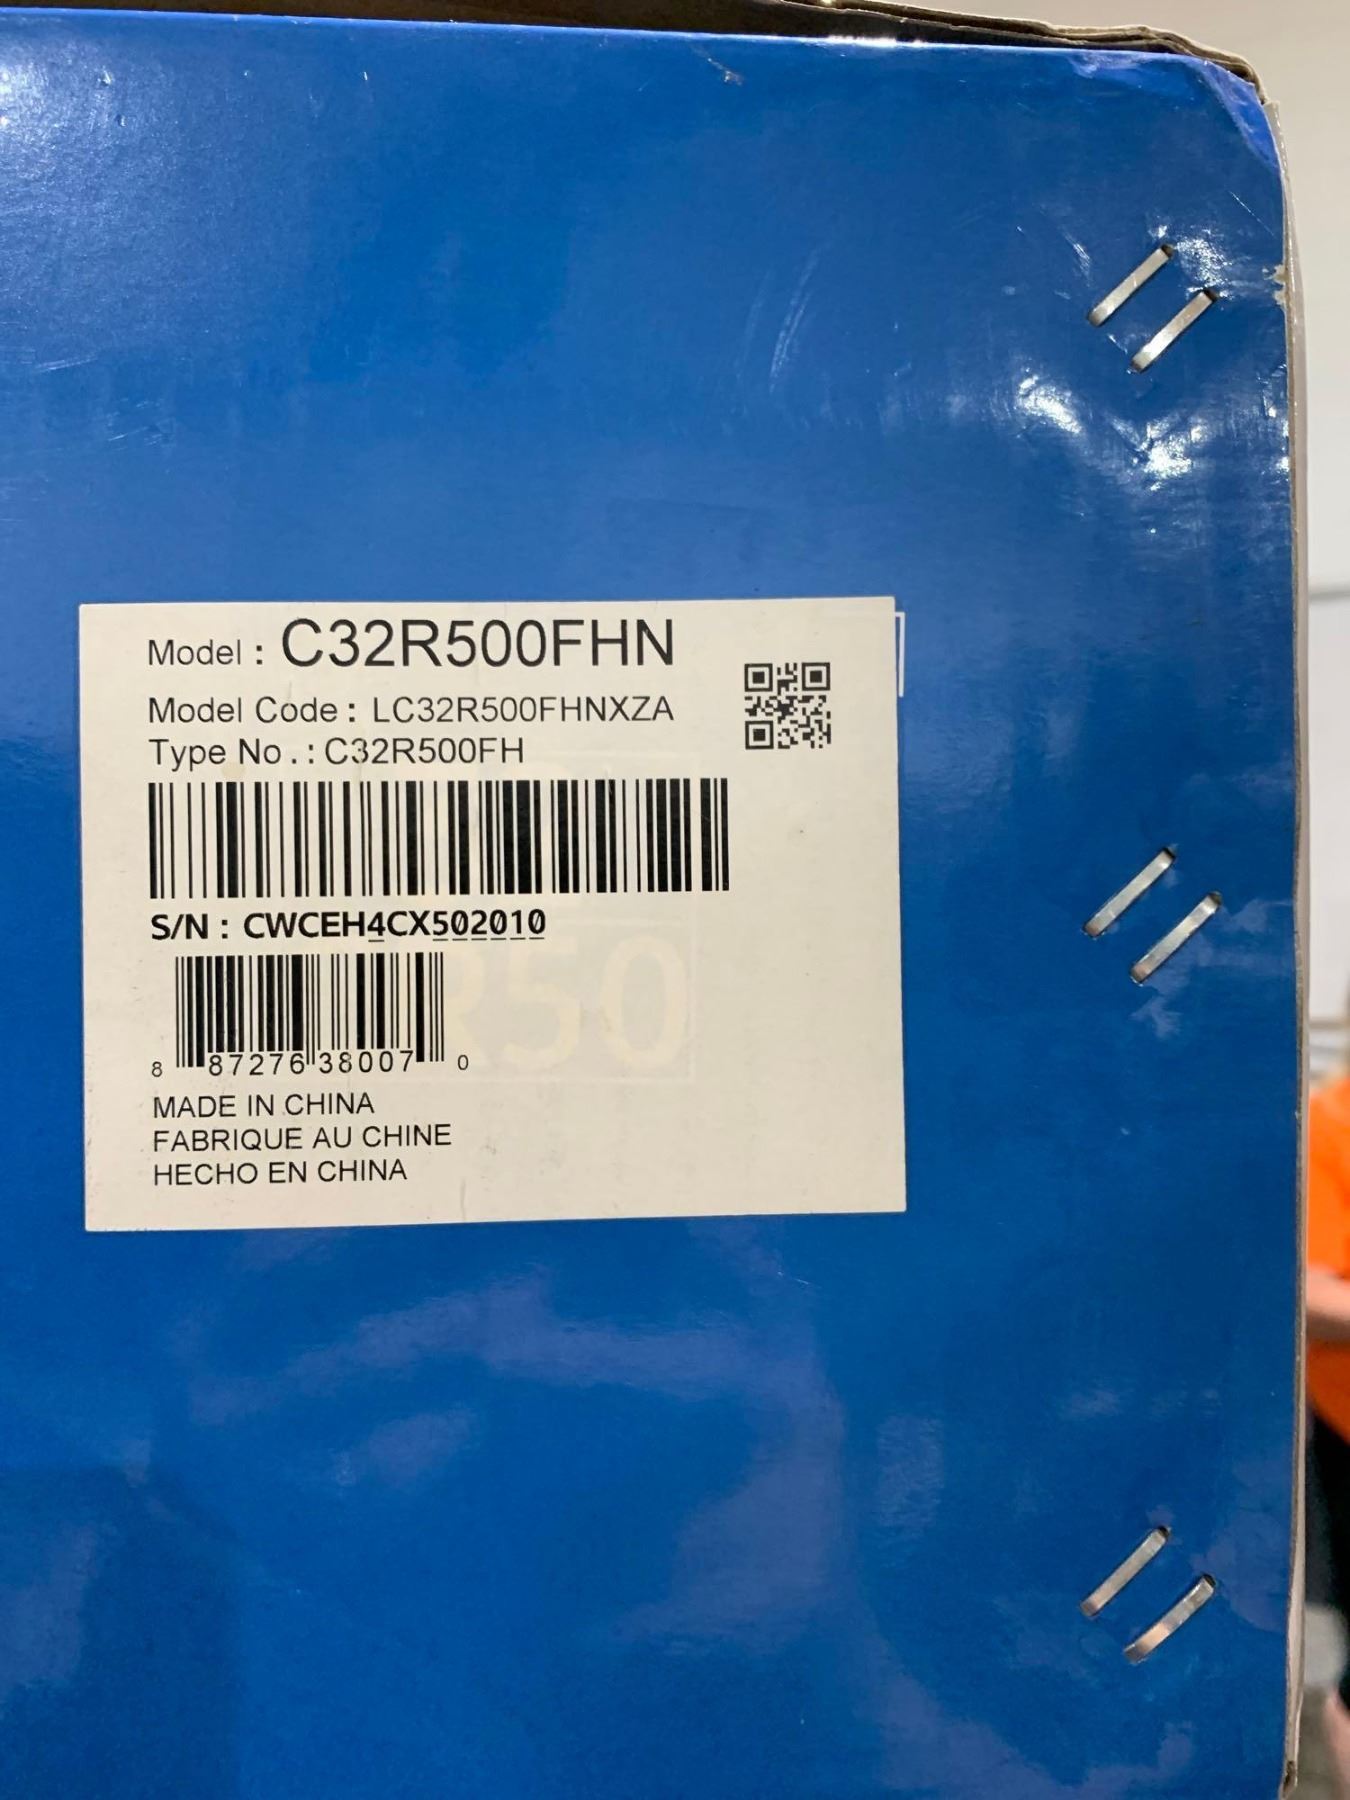 Model : C32R500FHN
Model Code : LC32R500FHNXZA
Type No. : C32R500FH
S/N : CWCEH4CX502010
8 87276 38007 0
MADE IN CHINA
FABRIQUE AU CHINE
HECHO EN CHINA
R50